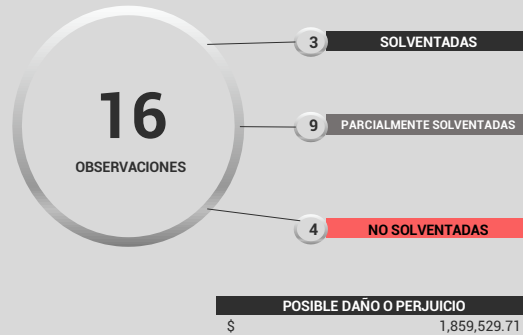 3 SOLVENTADAS
16
OBSERVACIONES
9 PARCIALMENTE SOLVENTADAS
4 NO SOLVENTADAS
POSIBLE DAÑO O PERJUICIO
$ 1,859,529.71